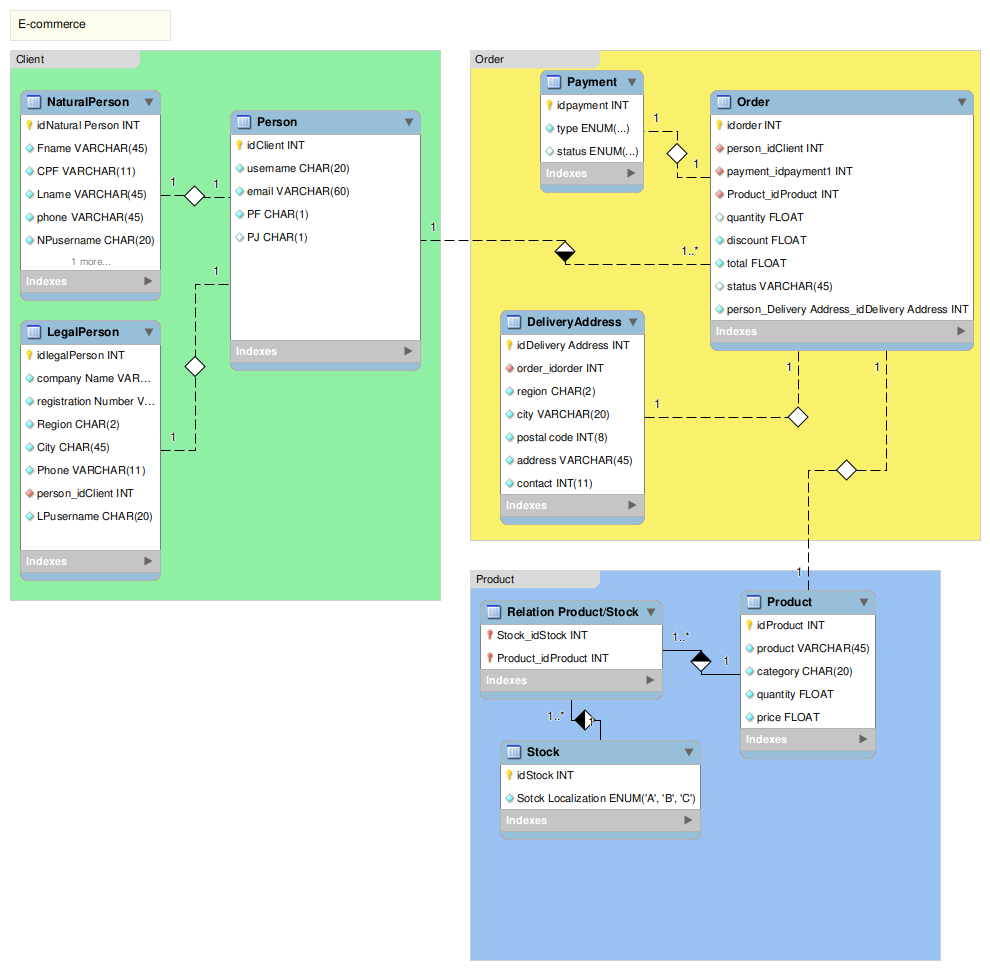 E-commerce
Client
NaturalPerson
idNatural Person INT
Fname VARCHAR(45)
CPF VARCHAR(11)
Lname VARCHAR(45)
phone VARCHAR(45)
NPusername CHAR(20)
1 more...
Indexes
1
1
Person
idClient INT
username CHAR(20)
email VARCHAR(60)
PF CHAR(1)
PJ CHAR(1)
Indexes
1
1
LegalPerson
idlegalPerson INT
company Name VAR...
registration Number V...
Region CHAR(2)
City CHAR(45)
Phone VARCHAR(11)
person_idClient INT
LPusername CHAR(20)
Indexes
1
1..*
Order
Payment
idpayment INT
type ENUM(...)
status ENUM(...)
Indexes
1
1
Order
idorder INT
person_idClient INT
payment_idpayment1 INT
Product_idProduct INT
quantity FLOAT
discount FLOAT
total FLOAT
status VARCHAR(45)
person_Delivery Address_idDelivery Address INT
Indexes
DeliveryAddress
idDelivery Address INT
order_idorder INT
region CHAR(2)
city VARCHAR(20)
postal code INT(8)
address VARCHAR(45)
contact INT(11)
Indexes
1
1
1
1
Product
Relation Product/Stock
Stock_idStock INT
Product_idProduct INT
Indexes
1..*
1
Product
idProduct INT
product VARCHAR(45)
category CHAR(20)
quantity FLOAT
price FLOAT
Indexes
1..*
1
Stock
idStock INT
Sotck Localization ENUM('A', 'B', 'C')
Indexes